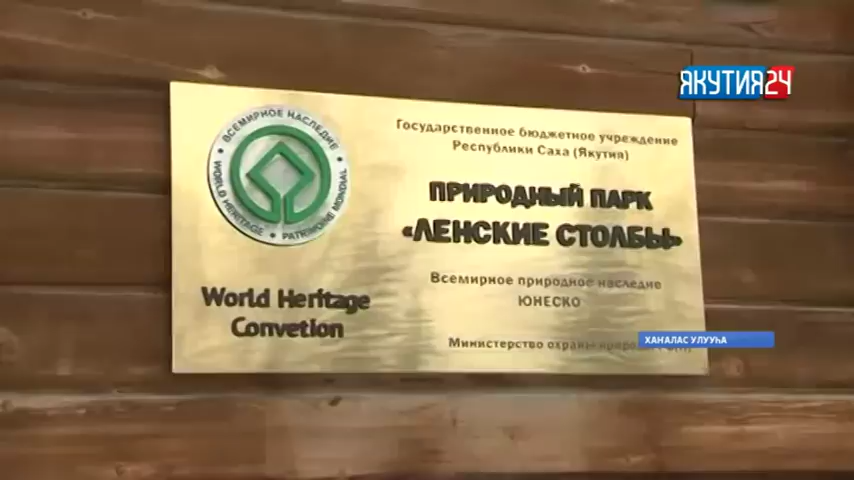 ЯКУТИЯ24
ВСЕМИРНОЕ НАСЛЕДИЕ
WORLD HERITAGE • PATRIMOINE MONDIAL
World Heritage
Convetion
Государственное бюджетное учреждение
Республики Саха (Якутия)
ПРИРОДНЫЙ ПАРК
«ЛЕНСКИЕ СТОЛБЫ»
Всемирное природное наследие
ЮНЕСКО
Министерство охраны природы
ХАНАЛАС УЛУУҺА